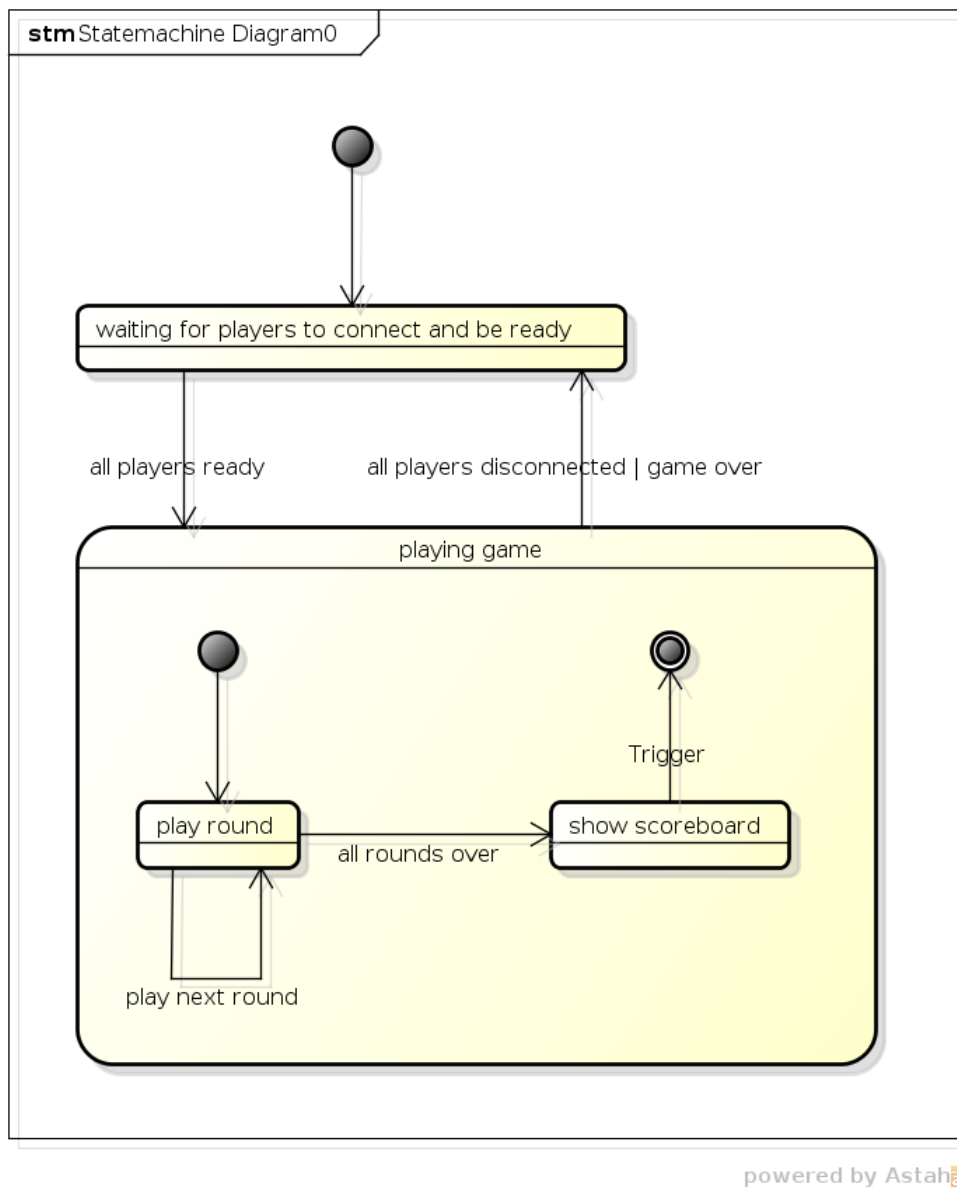 stm Statemachine Diagram0
waiting for players to connect and be ready
all players ready
all players disconnected | game over
playing game
Trigger
play round
show scoreboard
all rounds over
play next round
powered by Astah